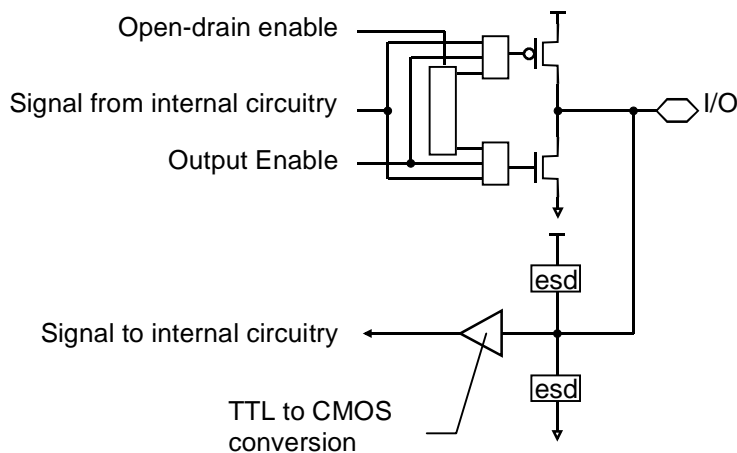 Open-drain enable
Signal from internal circuitry
I/O
Output Enable
esd
Signal to internal circuitry
esd
TTL to CMOS
conversion